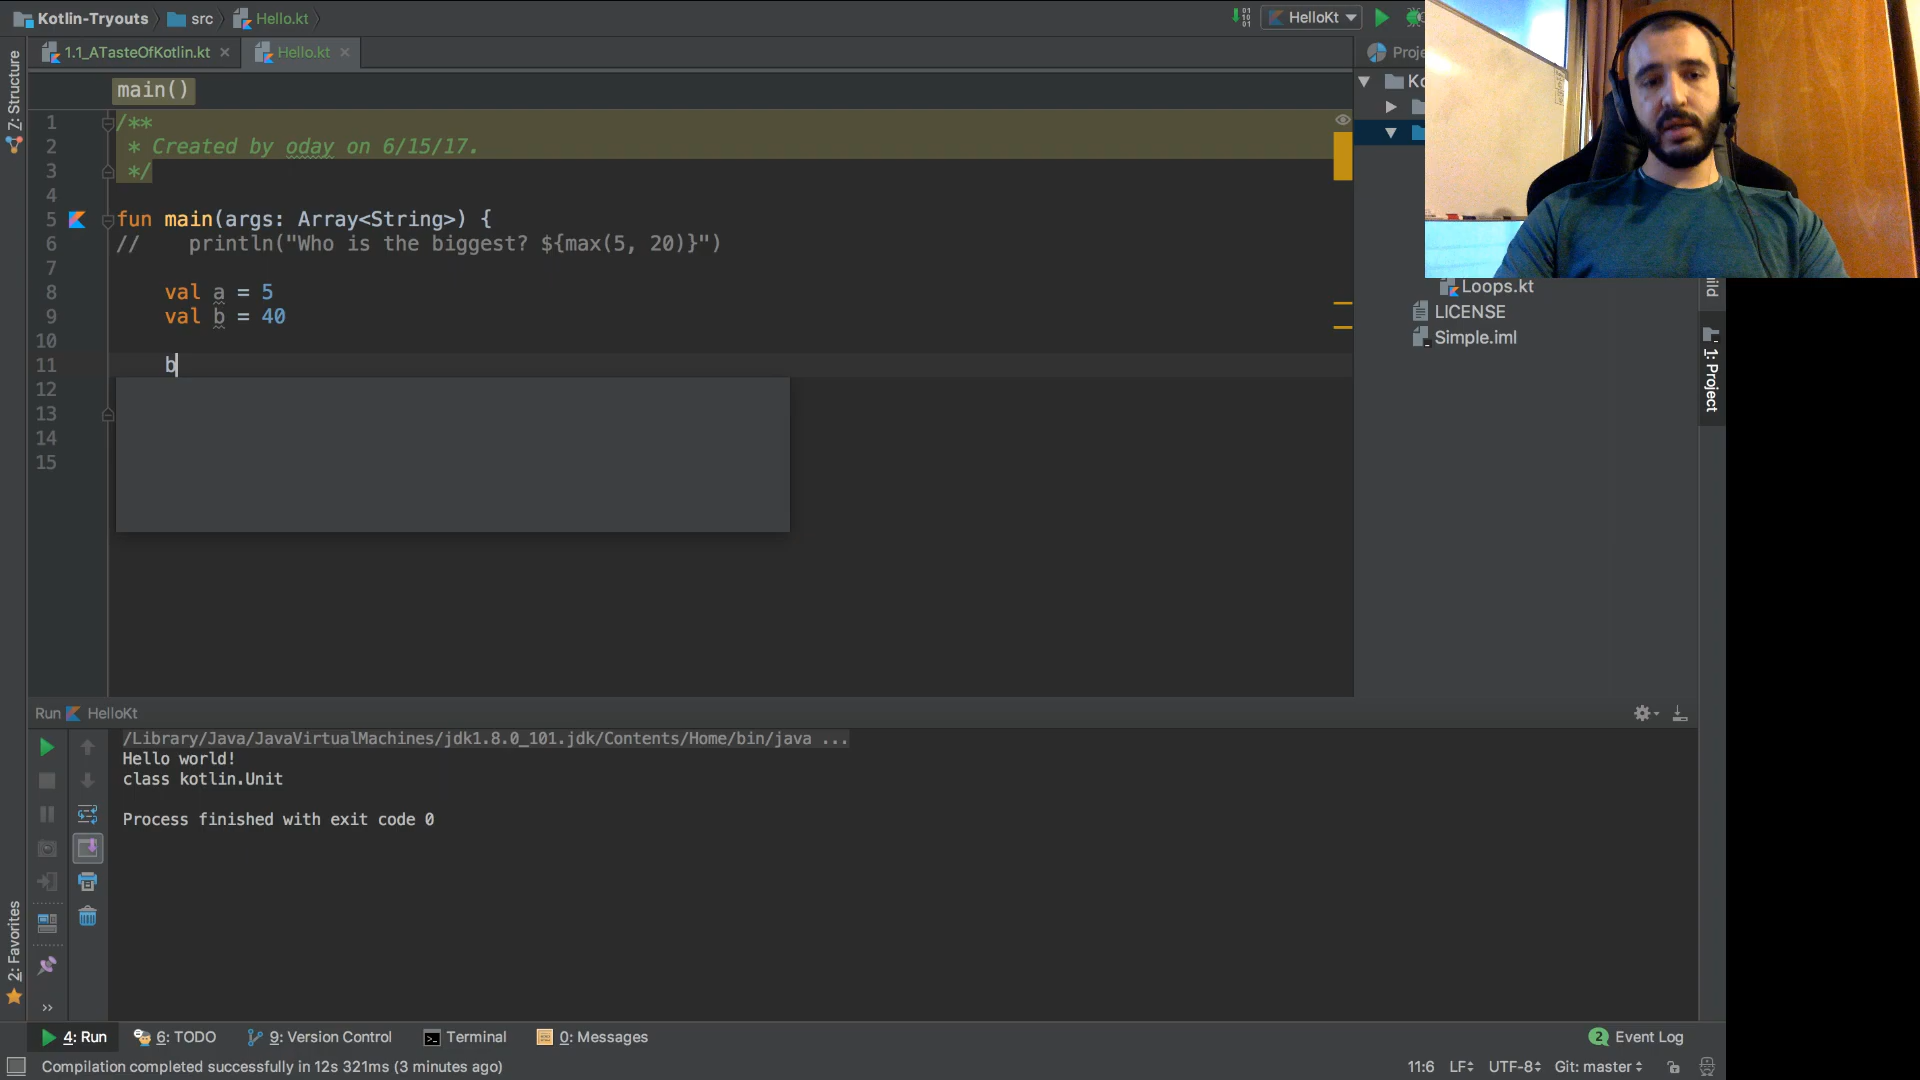 Kotlin-Tryouts
src
Hello.kt
HelloKt
1.1_ATasteOfKotlin.kt
Hello.kt
Z: Structure
main()
1 /**
2 * Created by oday on 6/15/17.
3 */
4
5 fun main(args: Array<String>) {
6 // println("Who is the biggest? ${max(5, 20)}")
7
8 val a = 5
9 val b = 40
10
11 b
12
13
14
15
Loops.kt
LICENSE
Simple.iml
1: Project
Run HelloKt
/Library/Java/JavaVirtualMachines/jdk1.8.0_101.jdk/Contents/Home/bin/java ...
Hello world!
class kotlin.Unit
Process finished with exit code 0
2: Favorites
4: Run
6: TODO
9: Version Control
Terminal
0: Messages
2 Event Log
Compilation completed successfully in 12s 321ms (3 minutes ago)
11:6
LF
UTF-8
Git: master